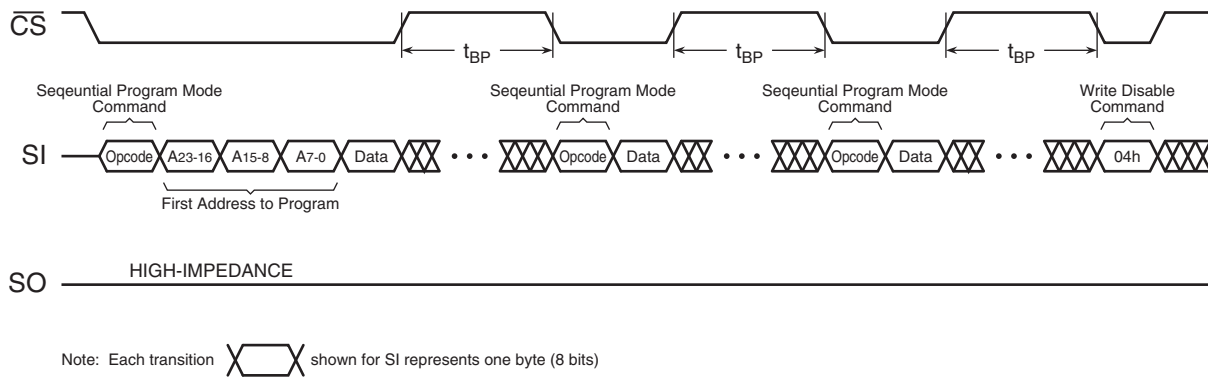 CS
tBP
tBP
tBP
Seqeuntial Program Mode
Command
Seqeuntial Program Mode
Command
Seqeuntial Program Mode
Command
Write Disable
Command
SI
Opcode
A23-16
A15-8
A7-0
Data
• • •
Opcode
Data
• • •
Opcode
Data
• • •
04h
First Address to Program
SO
HIGH-IMPEDANCE
Note: Each transition shown for SI represents one byte (8 bits)